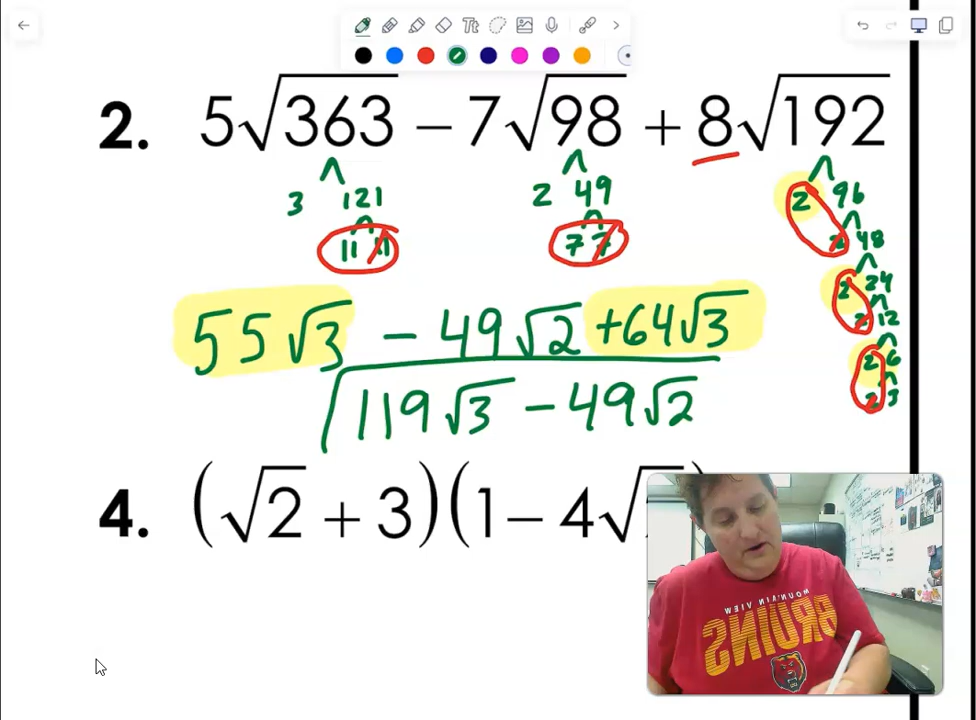 Tt
2. 5√363 − 7√98 + 8√192
3 121 2 49 2 96
11 11 7 7 2 48
2 24
2 12
2 6
2 3
55√3 − 49√2 +64√3
119√3 − 49√2
4. (√2 + 3)(1− 4√
MOUNTAIN VIEW
BRUINS